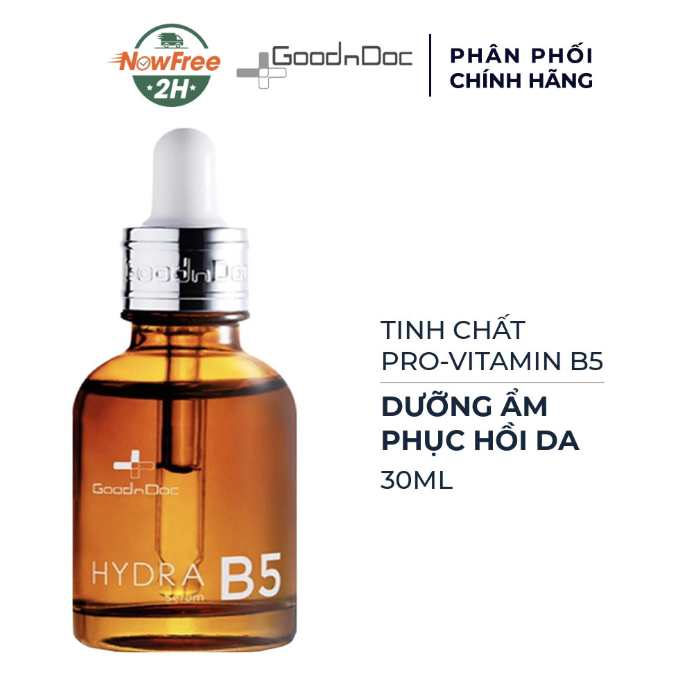 NowFree
2H
GoodnDoc
PHÂN PHỐI
CHÍNH HÃNG
GoodnDoc
TINH CHẤT
PRO-VITAMIN B5
DƯỠNG ẨM
PHỤC HỒI DA
30ML
GoodnDoc
HYDRA B5
serum